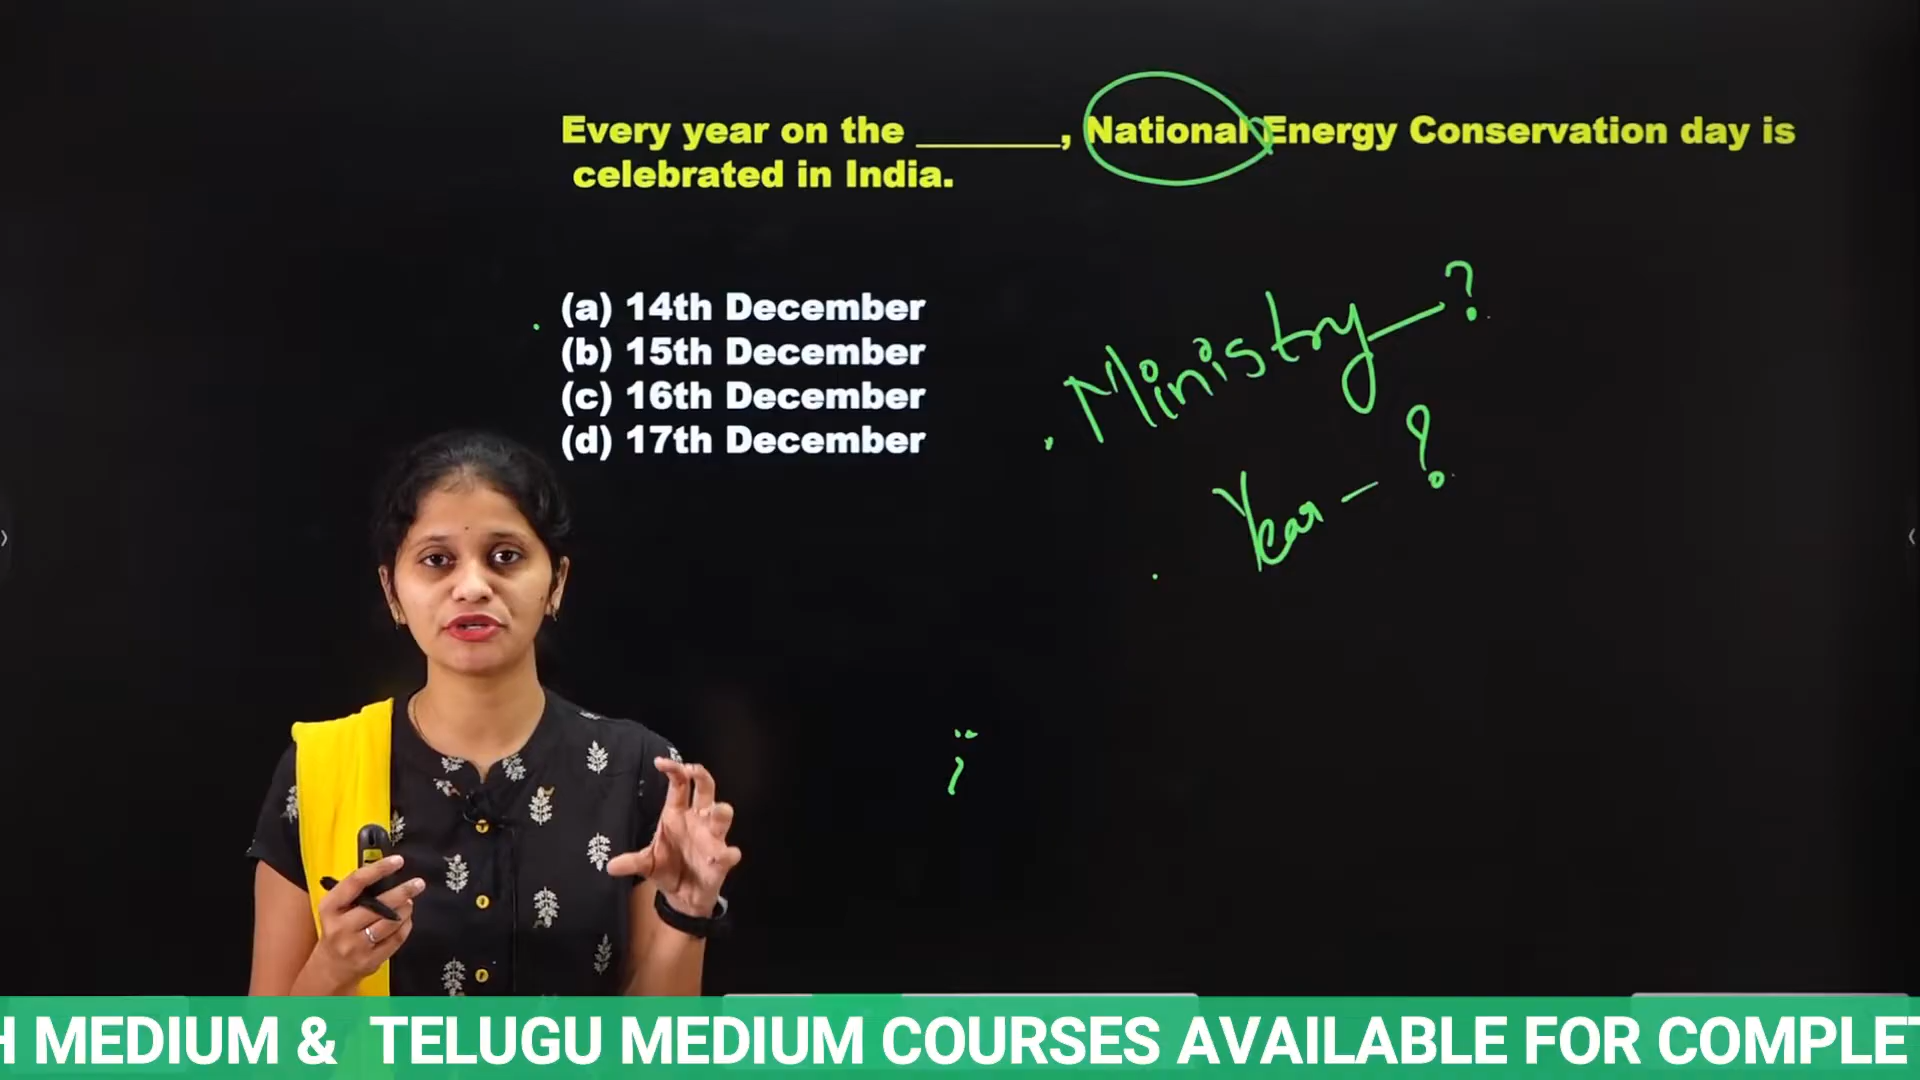 Every year on the _______, National Energy Conservation day is
celebrated in India.
(a) 14th December
(b) 15th December
(c) 16th December
(d) 17th December
Ministry - ?
Year - ?
H MEDIUM & TELUGU MEDIUM COURSES AVAILABLE FOR COMPLET